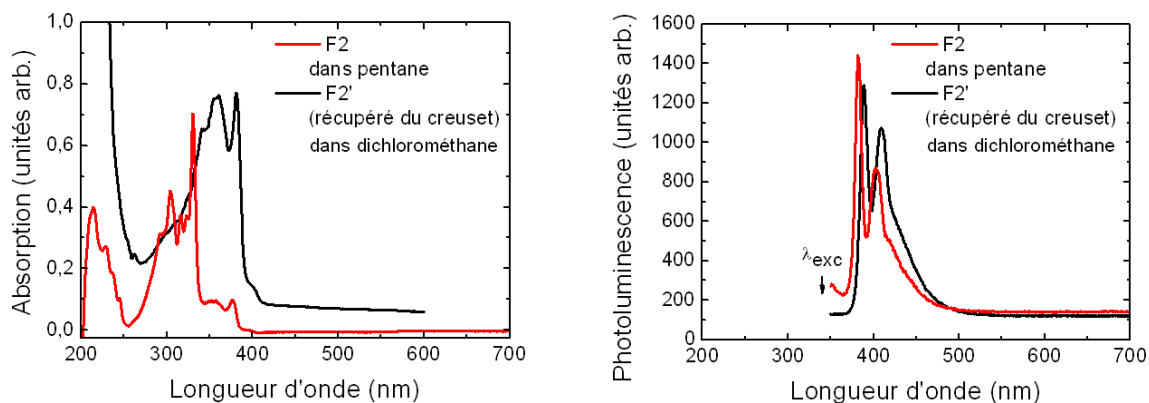 1,0
0,8
0,6
0,4
0,2
0,0
Absorption (unités arb.)
F2
dans pentane
F2'
(récupéré du creuset)
dans dichlorométhane
200 300 400 500 600 700
Longueur d'onde (nm)
1600
1400
1200
1000
800
600
400
200
0
Photoluminescence (unités arb.)
F2
dans pentane
F2'
(récupéré du creuset)
dans dichlorométhane
λexc
200 300 400 500 600 700
Longueur d'onde (nm)